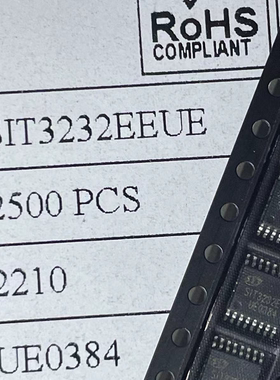 RoHS
COMPLIANT
SIT3232EEUE
2500 PCS
2210
UE0384